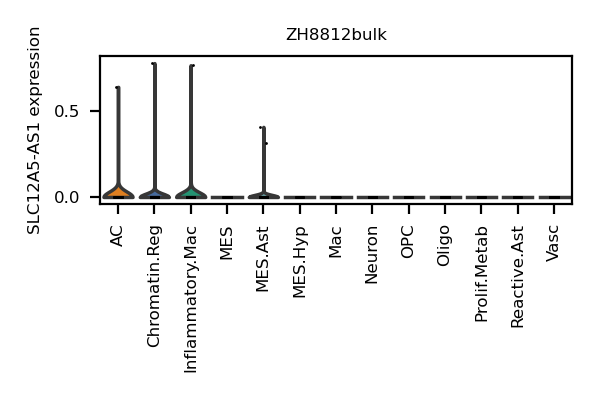 ZH8812bulk
SLC12A5-AS1 expression
0.5
0.0
AC
Chromatin.Reg
Inflammatory.Mac
MES
MES.Ast
MES.Hyp
Mac
Neuron
OPC
Oligo
Prolif.Metab
Reactive.Ast
Vasc